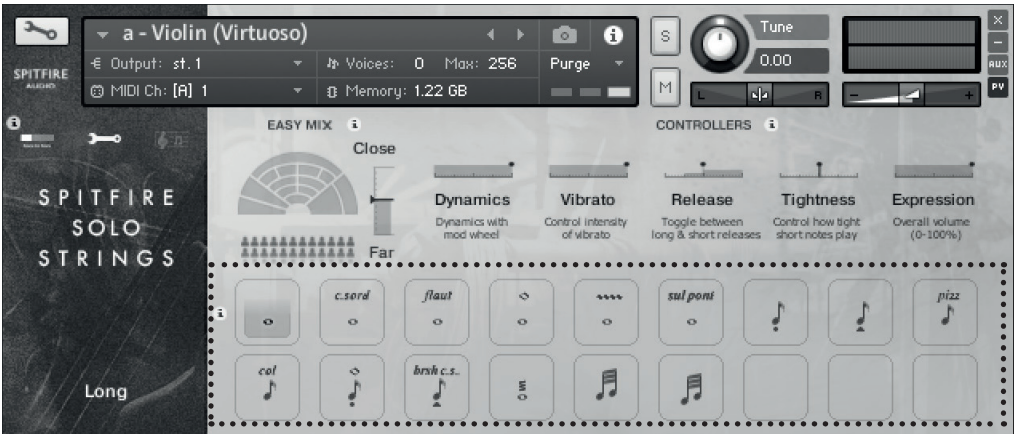 a - Violin (Virtuoso)
S
Tune
×
–
Output: st. 1
Voices: 0 Max: 256
Purge
0.00
AUX
SPITFIRE
AUDIO
MIDI Ch: [A] 1
Memory: 1.22 GB
M
L
R
−
+
PV
EASY MIX
CONTROLLERS
Close
SPITFIRE
SOLO
STRINGS
Dynamics
Vibrato
Release
Tightness
Expression
Dynamics with
mod wheel
Control intensity
of vibrato
Toggle between
long & short releases
Control how tight
short notes play
Overall volume
(0-100%)
Far
c.sord
flaut
sul pont
pizz
col
brsh c.s..
Long